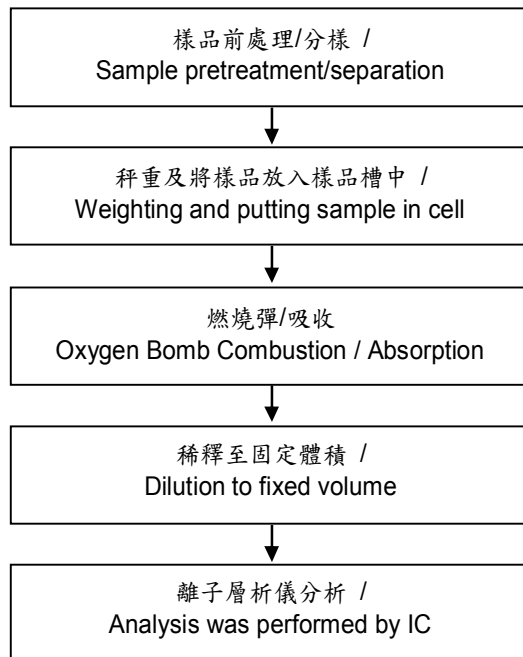 樣品前處理/分樣 /
Sample pretreatment/separation
秤重及將樣品放入樣品槽中 /
Weighting and putting sample in cell
燃燒彈/吸收
Oxygen Bomb Combustion / Absorption
稀釋至固定體積 /
Dilution to fixed volume
離子層析儀分析 /
Analysis was performed by IC